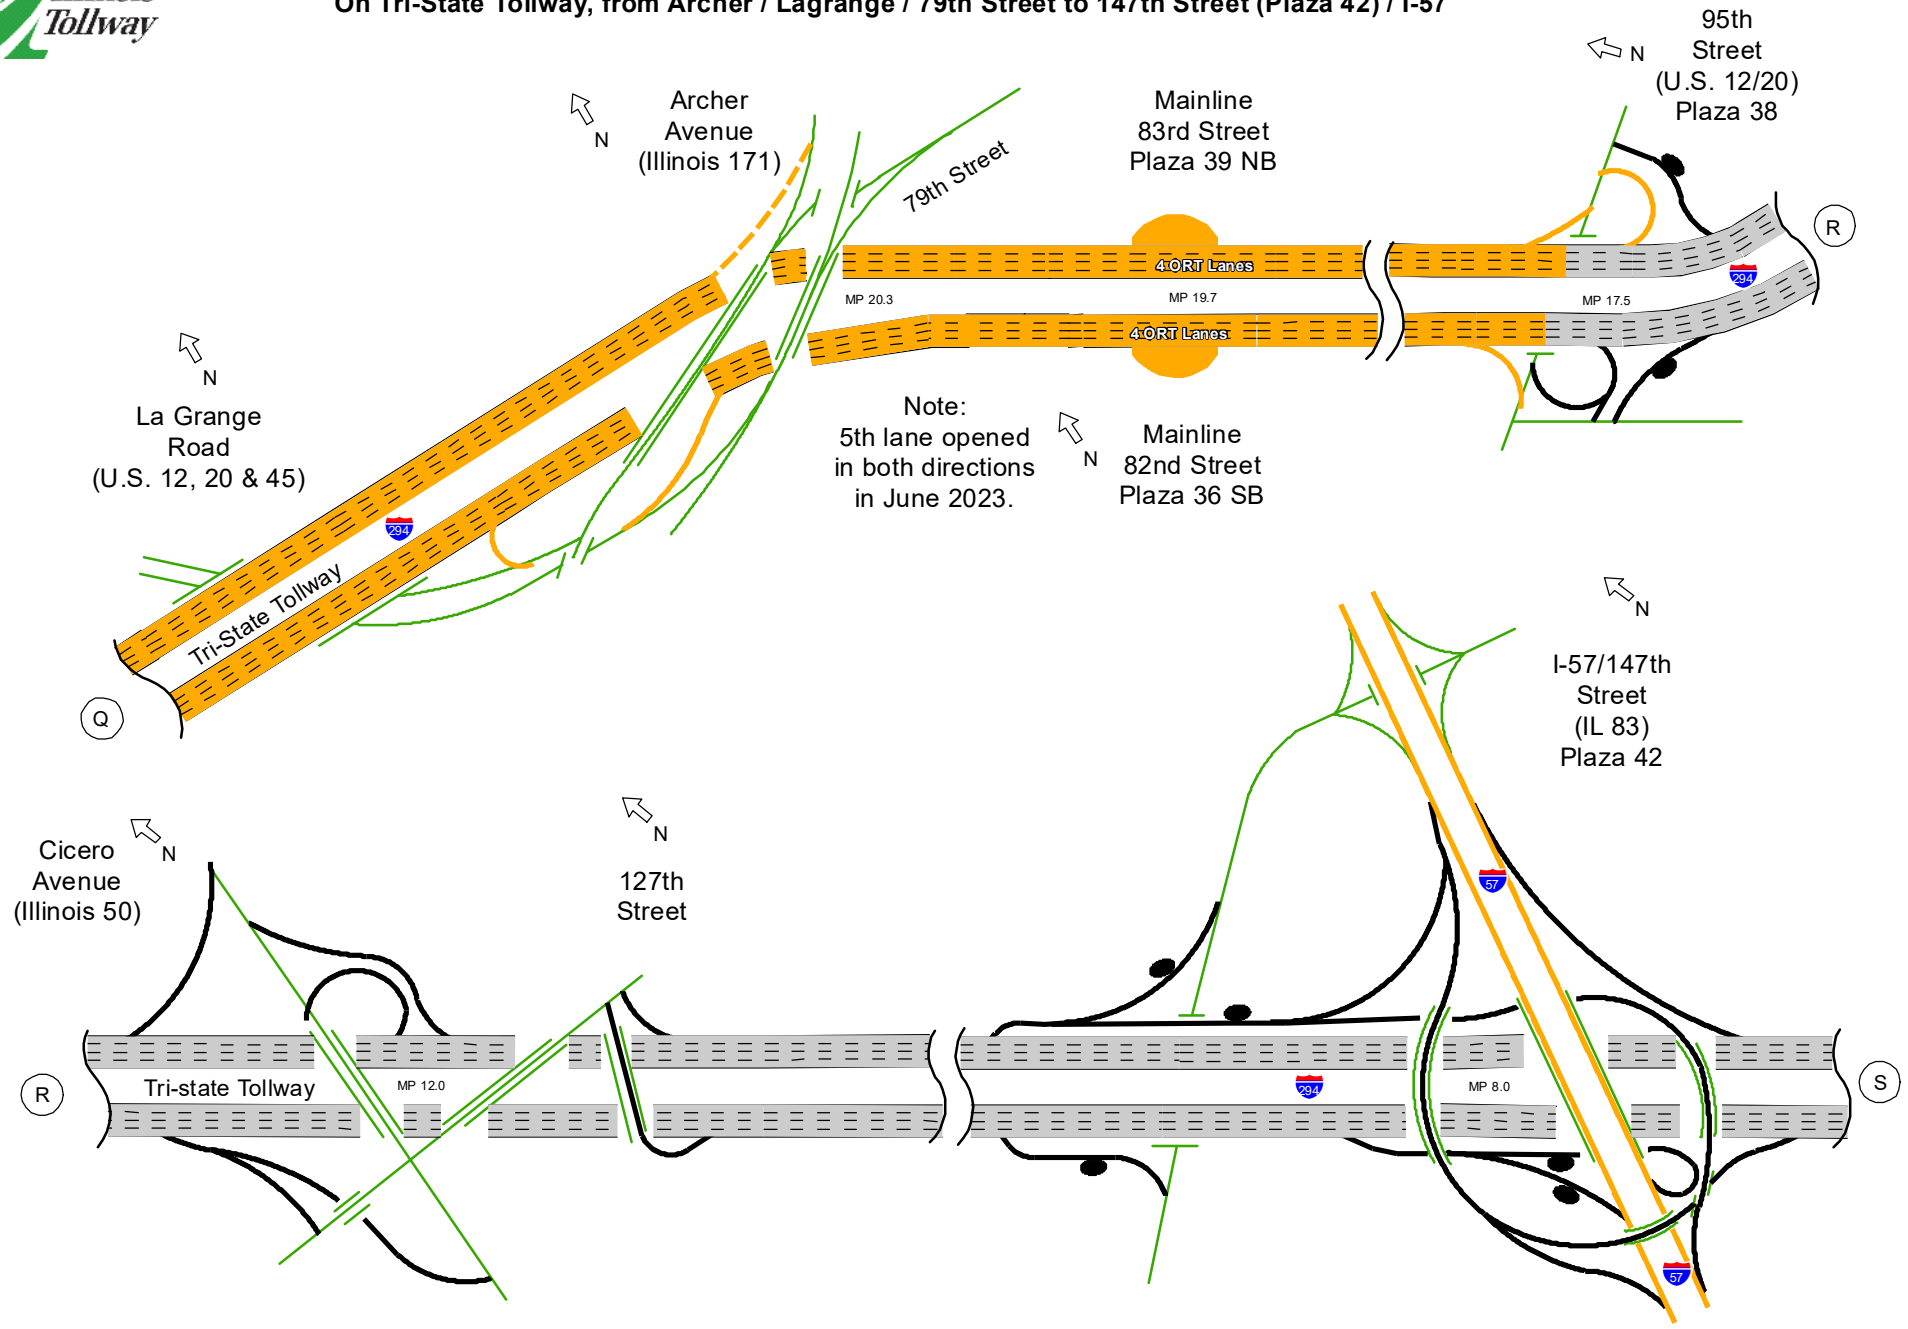 Tollway
On Tri-State Tollway, from Archer / Lagrange / 79th Street to 147th Street (Plaza 42) / I-57
95th
Street
(U.S. 12/20)
Plaza 38
N
Archer
Avenue
(Illinois 171)
N
79th Street
Mainline
83rd Street
Plaza 39 NB
R
4 ORT Lanes
294
MP 20.3
MP 19.7
MP 17.5
4 ORT Lanes
N
La Grange
Road
(U.S. 12, 20 & 45)
Note:
5th lane opened
in both directions
in June 2023.
N
Mainline
82nd Street
Plaza 36 SB
294
Tri-State Tollway
Q
N
I-57/147th
Street
(IL 83)
Plaza 42
Cicero
Avenue
(Illinois 50)
N
N
127th
Street
57
R
Tri-state Tollway
MP 12.0
294
MP 8.0
S
57